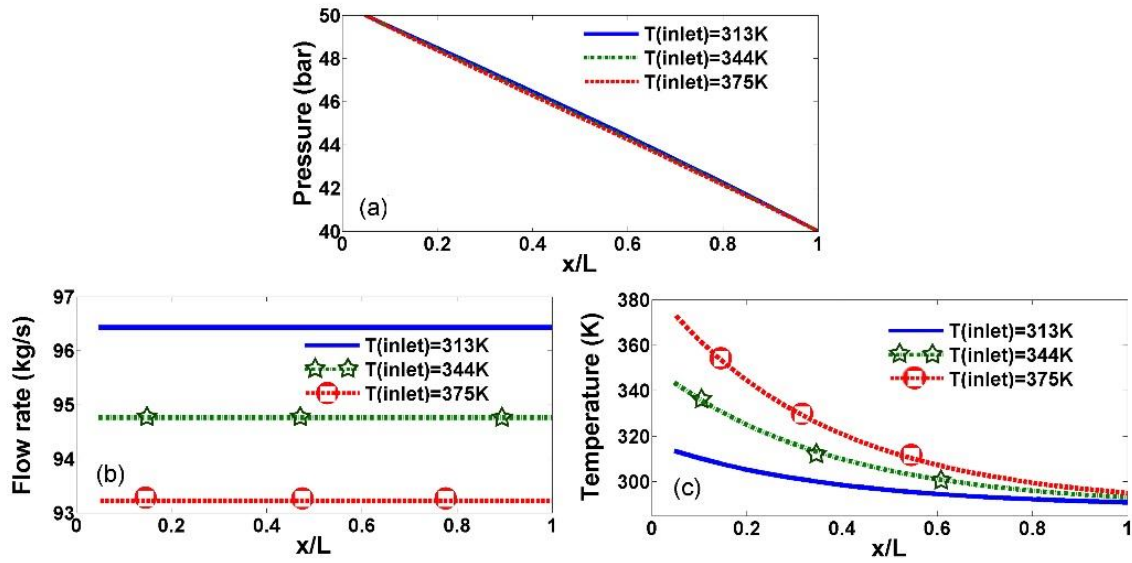 50
48
46
44
42
40
Pressure (bar)
T(inlet)=313K
T(inlet)=344K
T(inlet)=375K
(a)
0 0.2 0.4 0.6 0.8 1
x/L
97
96
95
94
93
Flow rate (kg/s)
T(inlet)=313K
T(inlet)=344K
T(inlet)=375K
(b)
0 0.2 0.4 0.6 0.8 1
x/L
380
360
340
320
300
Temperature (K)
T(inlet)=313K
T(inlet)=344K
T(inlet)=375K
(c)
0 0.2 0.4 0.6 0.8 1
x/L